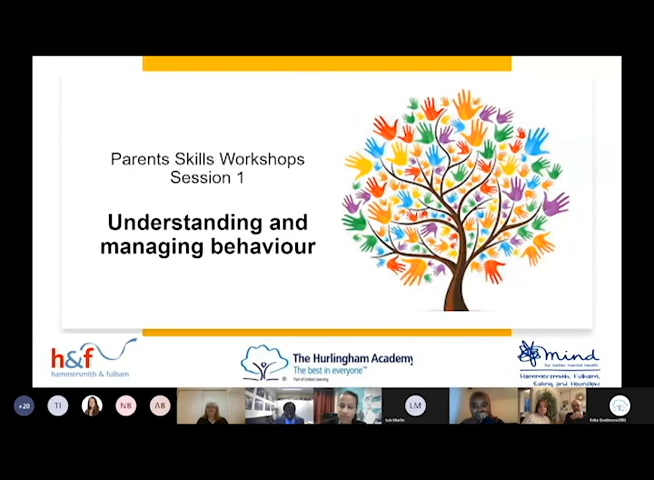 Parents Skills Workshops
Session 1
Understanding and
managing behaviour
h&f
hammersmith & fulham
The Hurlingham Academy
The best in everyone™
Part of United Learning
mind
for better mental health
Hammersmith, Fulham,
Ealing and Hounslow
+20
TI
NB
AB
LM